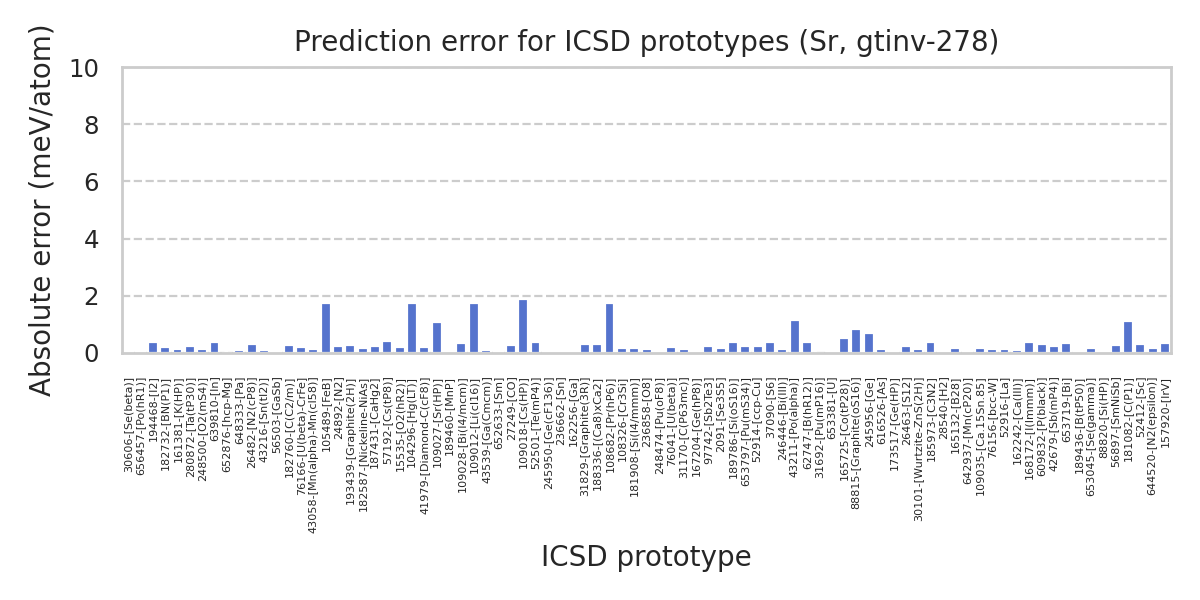 Prediction error for ICSD prototypes (Sr, gtinv-278)
Absolute error (meV/atom)
10
8
6
4
2
0
30606-[Se(beta)]
656457-[Po(hR1)]
194468-[I2]
182732-[BN(P1)]
161381-[K(HP)]
280872-[Ta(tP30)]
248500-[O2(mS4)]
639810-[In]
652876-[hcp-Mg]
648333-[Pa]
26482-[N2(cP8)]
43216-[Sn(tI2)]
56503-[GaSb]
182760-[C(C2/m)]
76166-[U(beta)-CrFe]
43058-[Mn(alpha)-Mn(cI58)]
105489-[FeB]
24892-[N2]
193439-[Graphite(2H)]
182587-[Nickeline-NiAs]
187431-[CaHg2]
57192-[Cs(tP8)]
15535-[O2(hR2)]
104296-[Hg(LT)]
41979-[Diamond-C(cF8)]
109027-[Sr(HP)]
189460-[MnP]
109028-[Bi(I4/mcm)]
109012-[Li(cI16)]
43539-[Ga(Cmcm)]
652633-[Sm]
27249-[CO]
109018-[Cs(HP)]
52501-[Te(mP4)]
245950-[Ge(cF136)]
236662-[Sn]
162256-[Ga]
31829-[Graphite(3R)]
188336-[(Ca8)xCa2]
108682-[Pr(hP6)]
108326-[Cr3Si]
181908-[Si(I4/mmm)]
236858-[O8]
248474-[Pu(oF8)]
76041-[U(beta)]
31170-[C(P63mc)]
167204-[Ge(hP8)]
97742-[Sb2Te3]
2091-[Se3S5]
189786-[Si(oS16)]
653797-[Pu(mS34)]
52914-[ccp-Cu]
37090-[S6]
246446-[Bi(III)]
43211-[Po(alpha)]
62747-[B(hR12)]
31692-[Pu(mP16)]
653381-[U]
165725-[Co(tP28)]
88815-[Graphite(oS16)]
245956-[Ge]
616526-[As]
173517-[Ge(HP)]
26463-[S12]
30101-[Wurtzite-ZnS(2H)]
185973-[C3N2]
28540-[H2]
165132-[B28]
642937-[Mn(cP20)]
109035-[Ca.15Sn.85]
76156-[bcc-W]
52916-[La]
162242-[Ca(III)]
168172-[I(Immm)]
609832-[P(black)]
42679-[Sb(mP4)]
653719-[Bi]
189436-[B(tP50)]
653045-[Se(gamma)]
88820-[Si(HP)]
56897-[SmNiSb]
181082-[C(P1)]
52412-[Sc]
644520-[N2(epsilon)]
157920-[IrV]
ICSD prototype